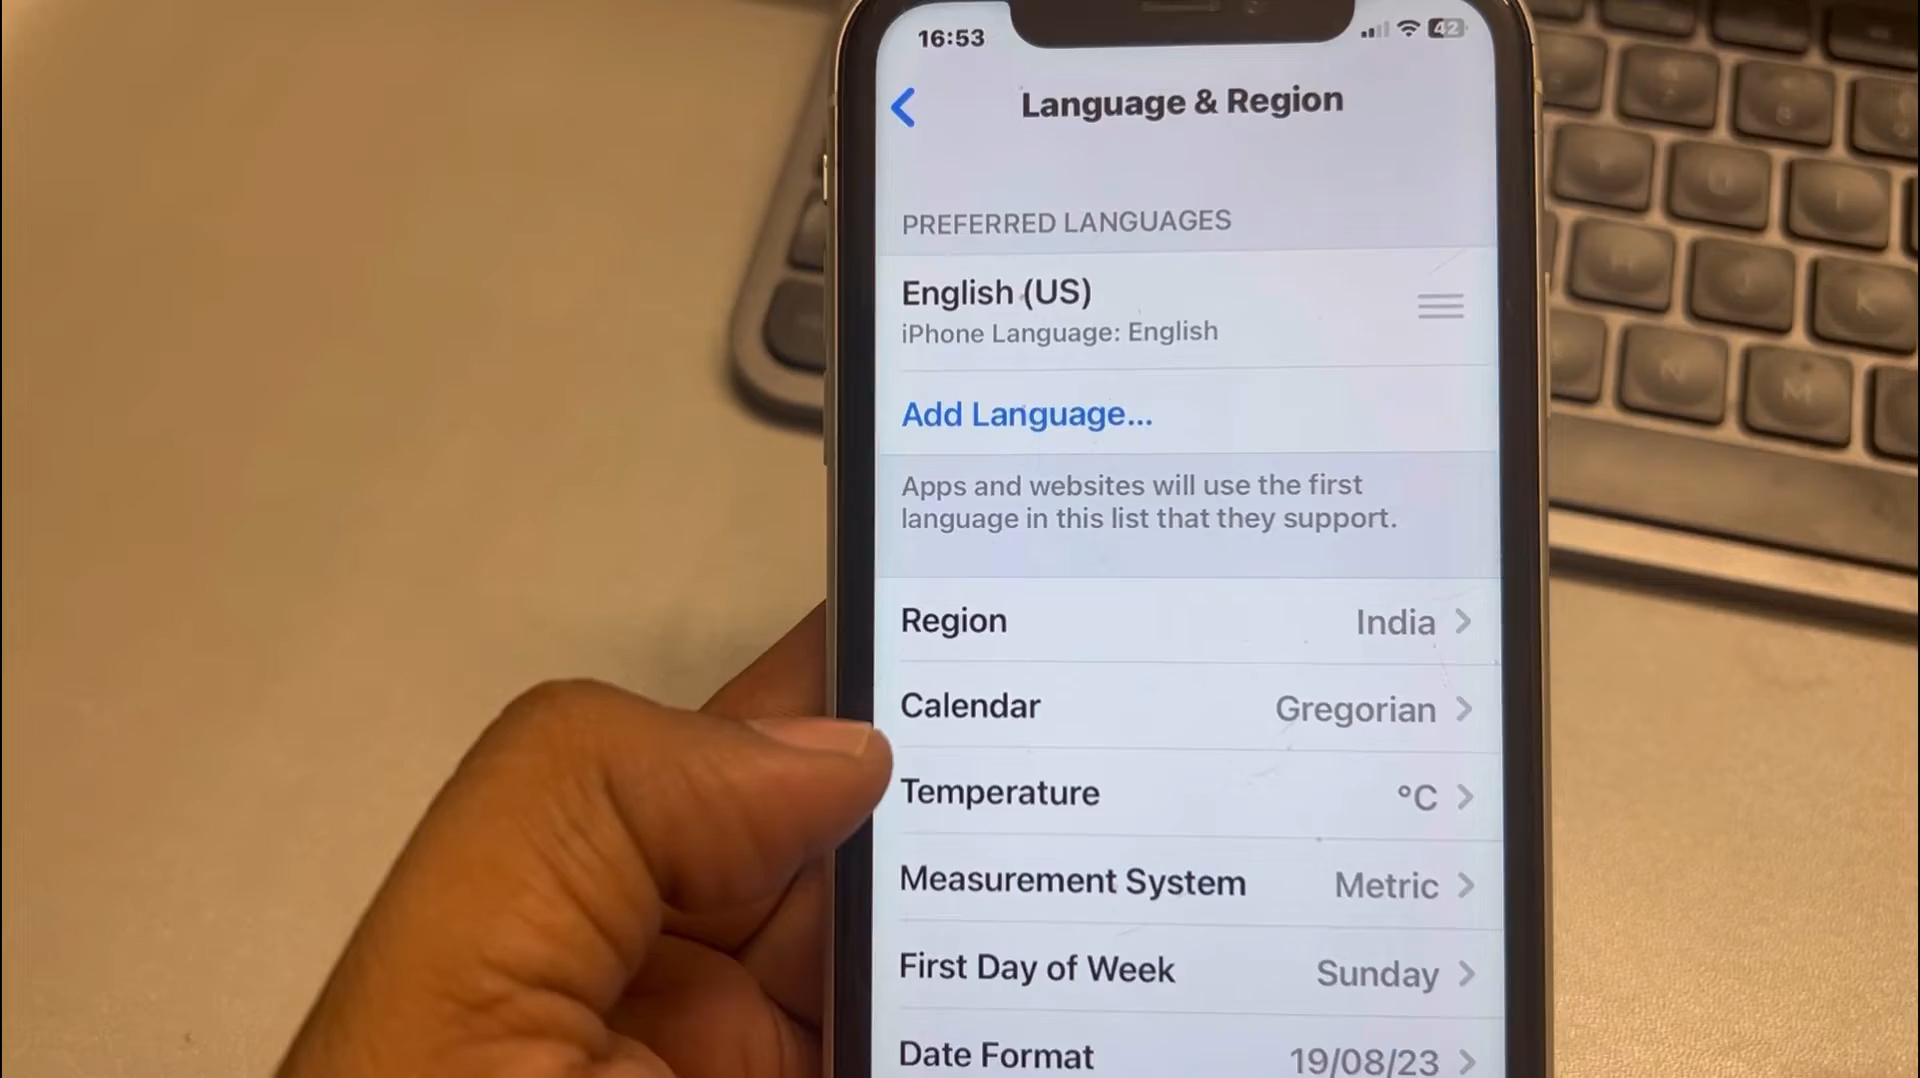 16:53
42
Language & Region
PREFERRED LANGUAGES
English (US)
iPhone Language: English
Add Language...
Apps and websites will use the first
language in this list that they support.
Region India
Calendar Gregorian
Temperature °C
Measurement System Metric
First Day of Week Sunday
Date Format 19/08/23
N
M